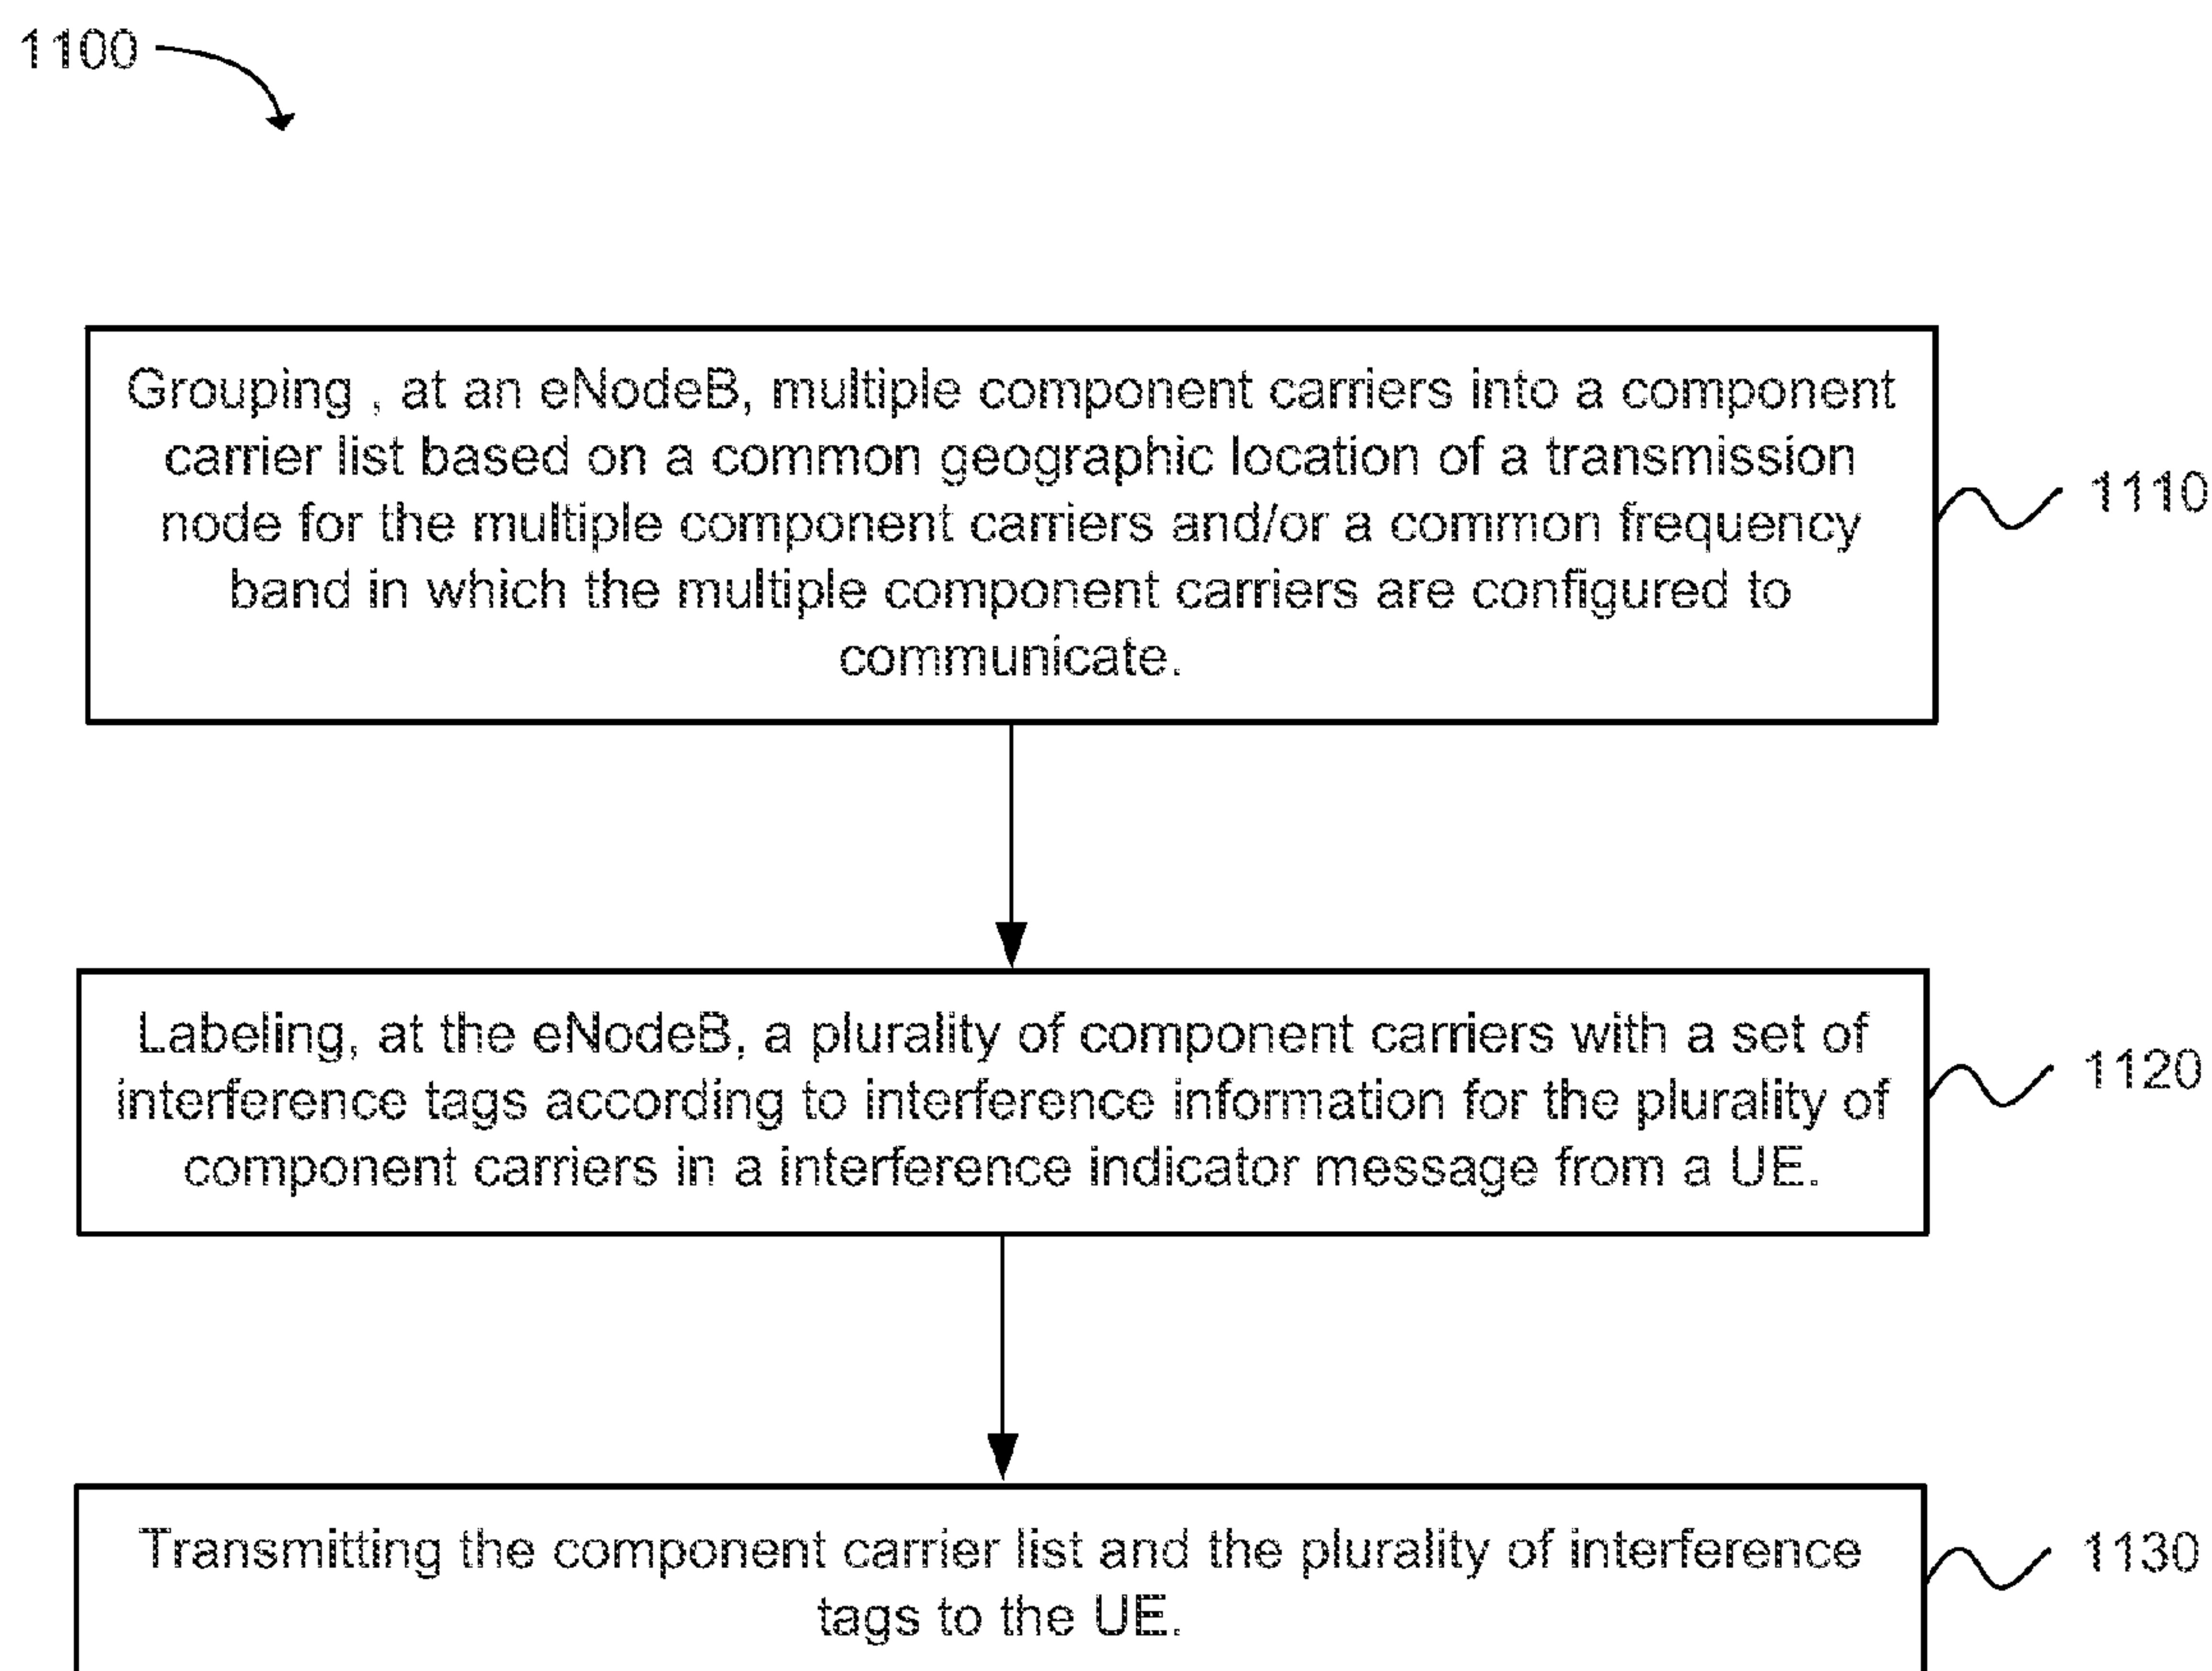 1100
Grouping , at an eNodeB, multiple component carriers into a component
carrier list based on a common geographic location of a transmission
node for the multiple component carriers and/or a common frequency
band in which the multiple component carriers are configured to
communicate.
1110
Labeling, at the eNodeB, a plurality of component carriers with a set of
interference tags according to interference information for the plurality of
component carriers in a interference indicator message from a UE.
1120
Transmitting the component carrier list and the plurality of interference
tags to the UE.
1130